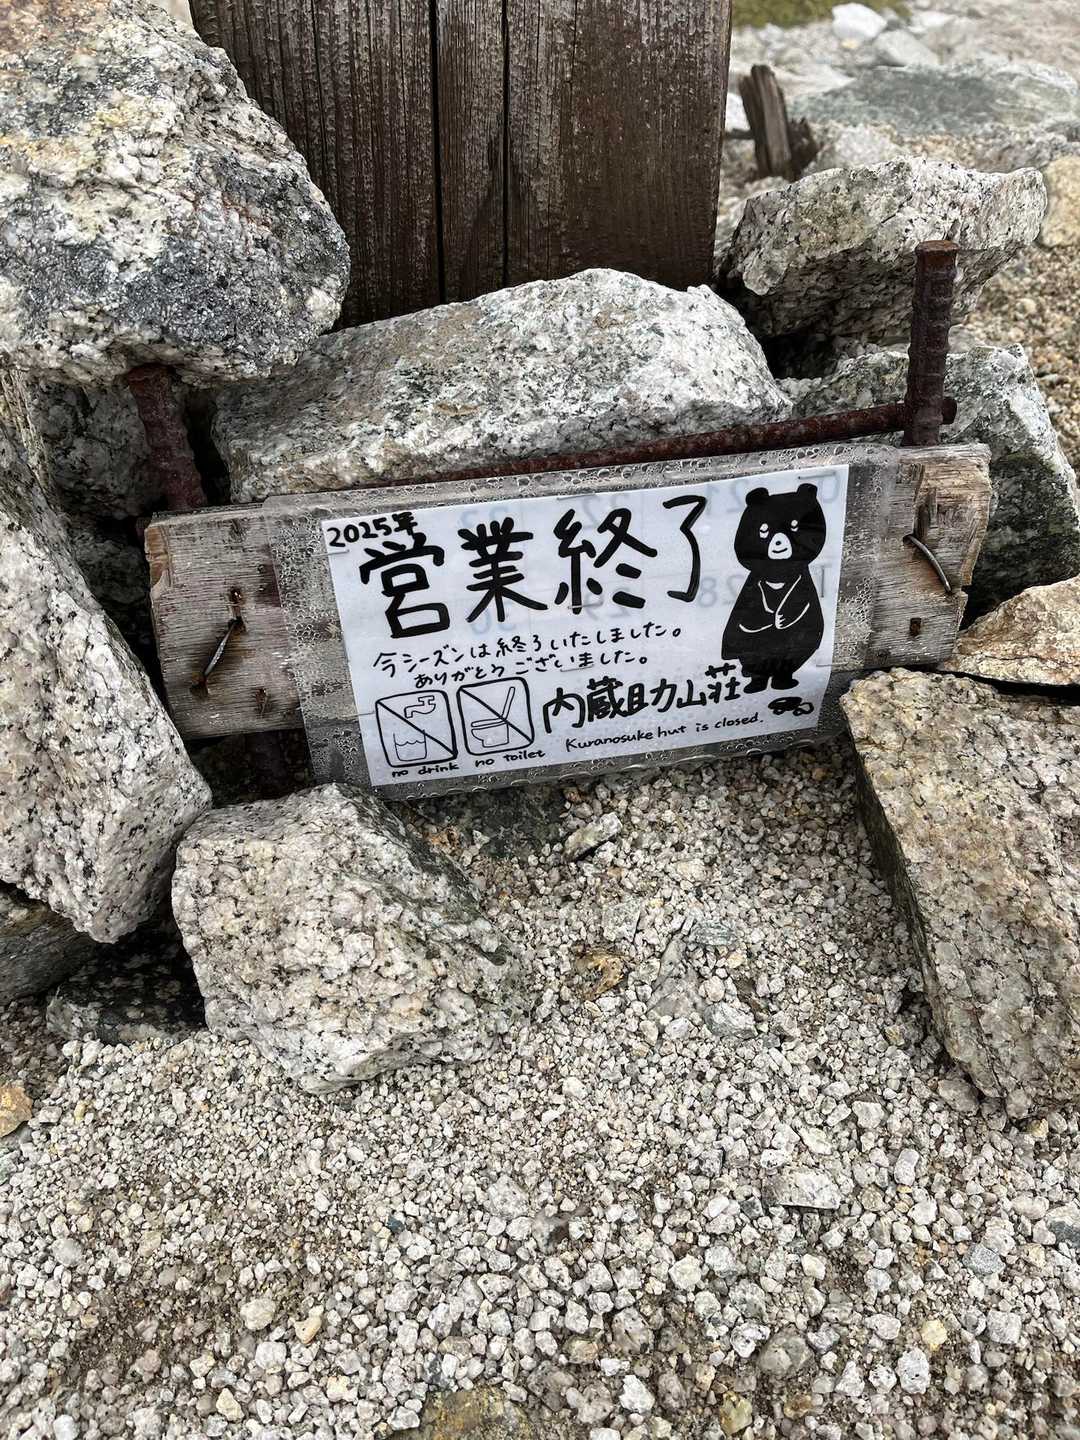 2025年
営業終了
今シーズンは終了いたしました。
ありがとうございました。
内蔵助山荘
Kuranosuke hut is closed.
no drink
no toilet